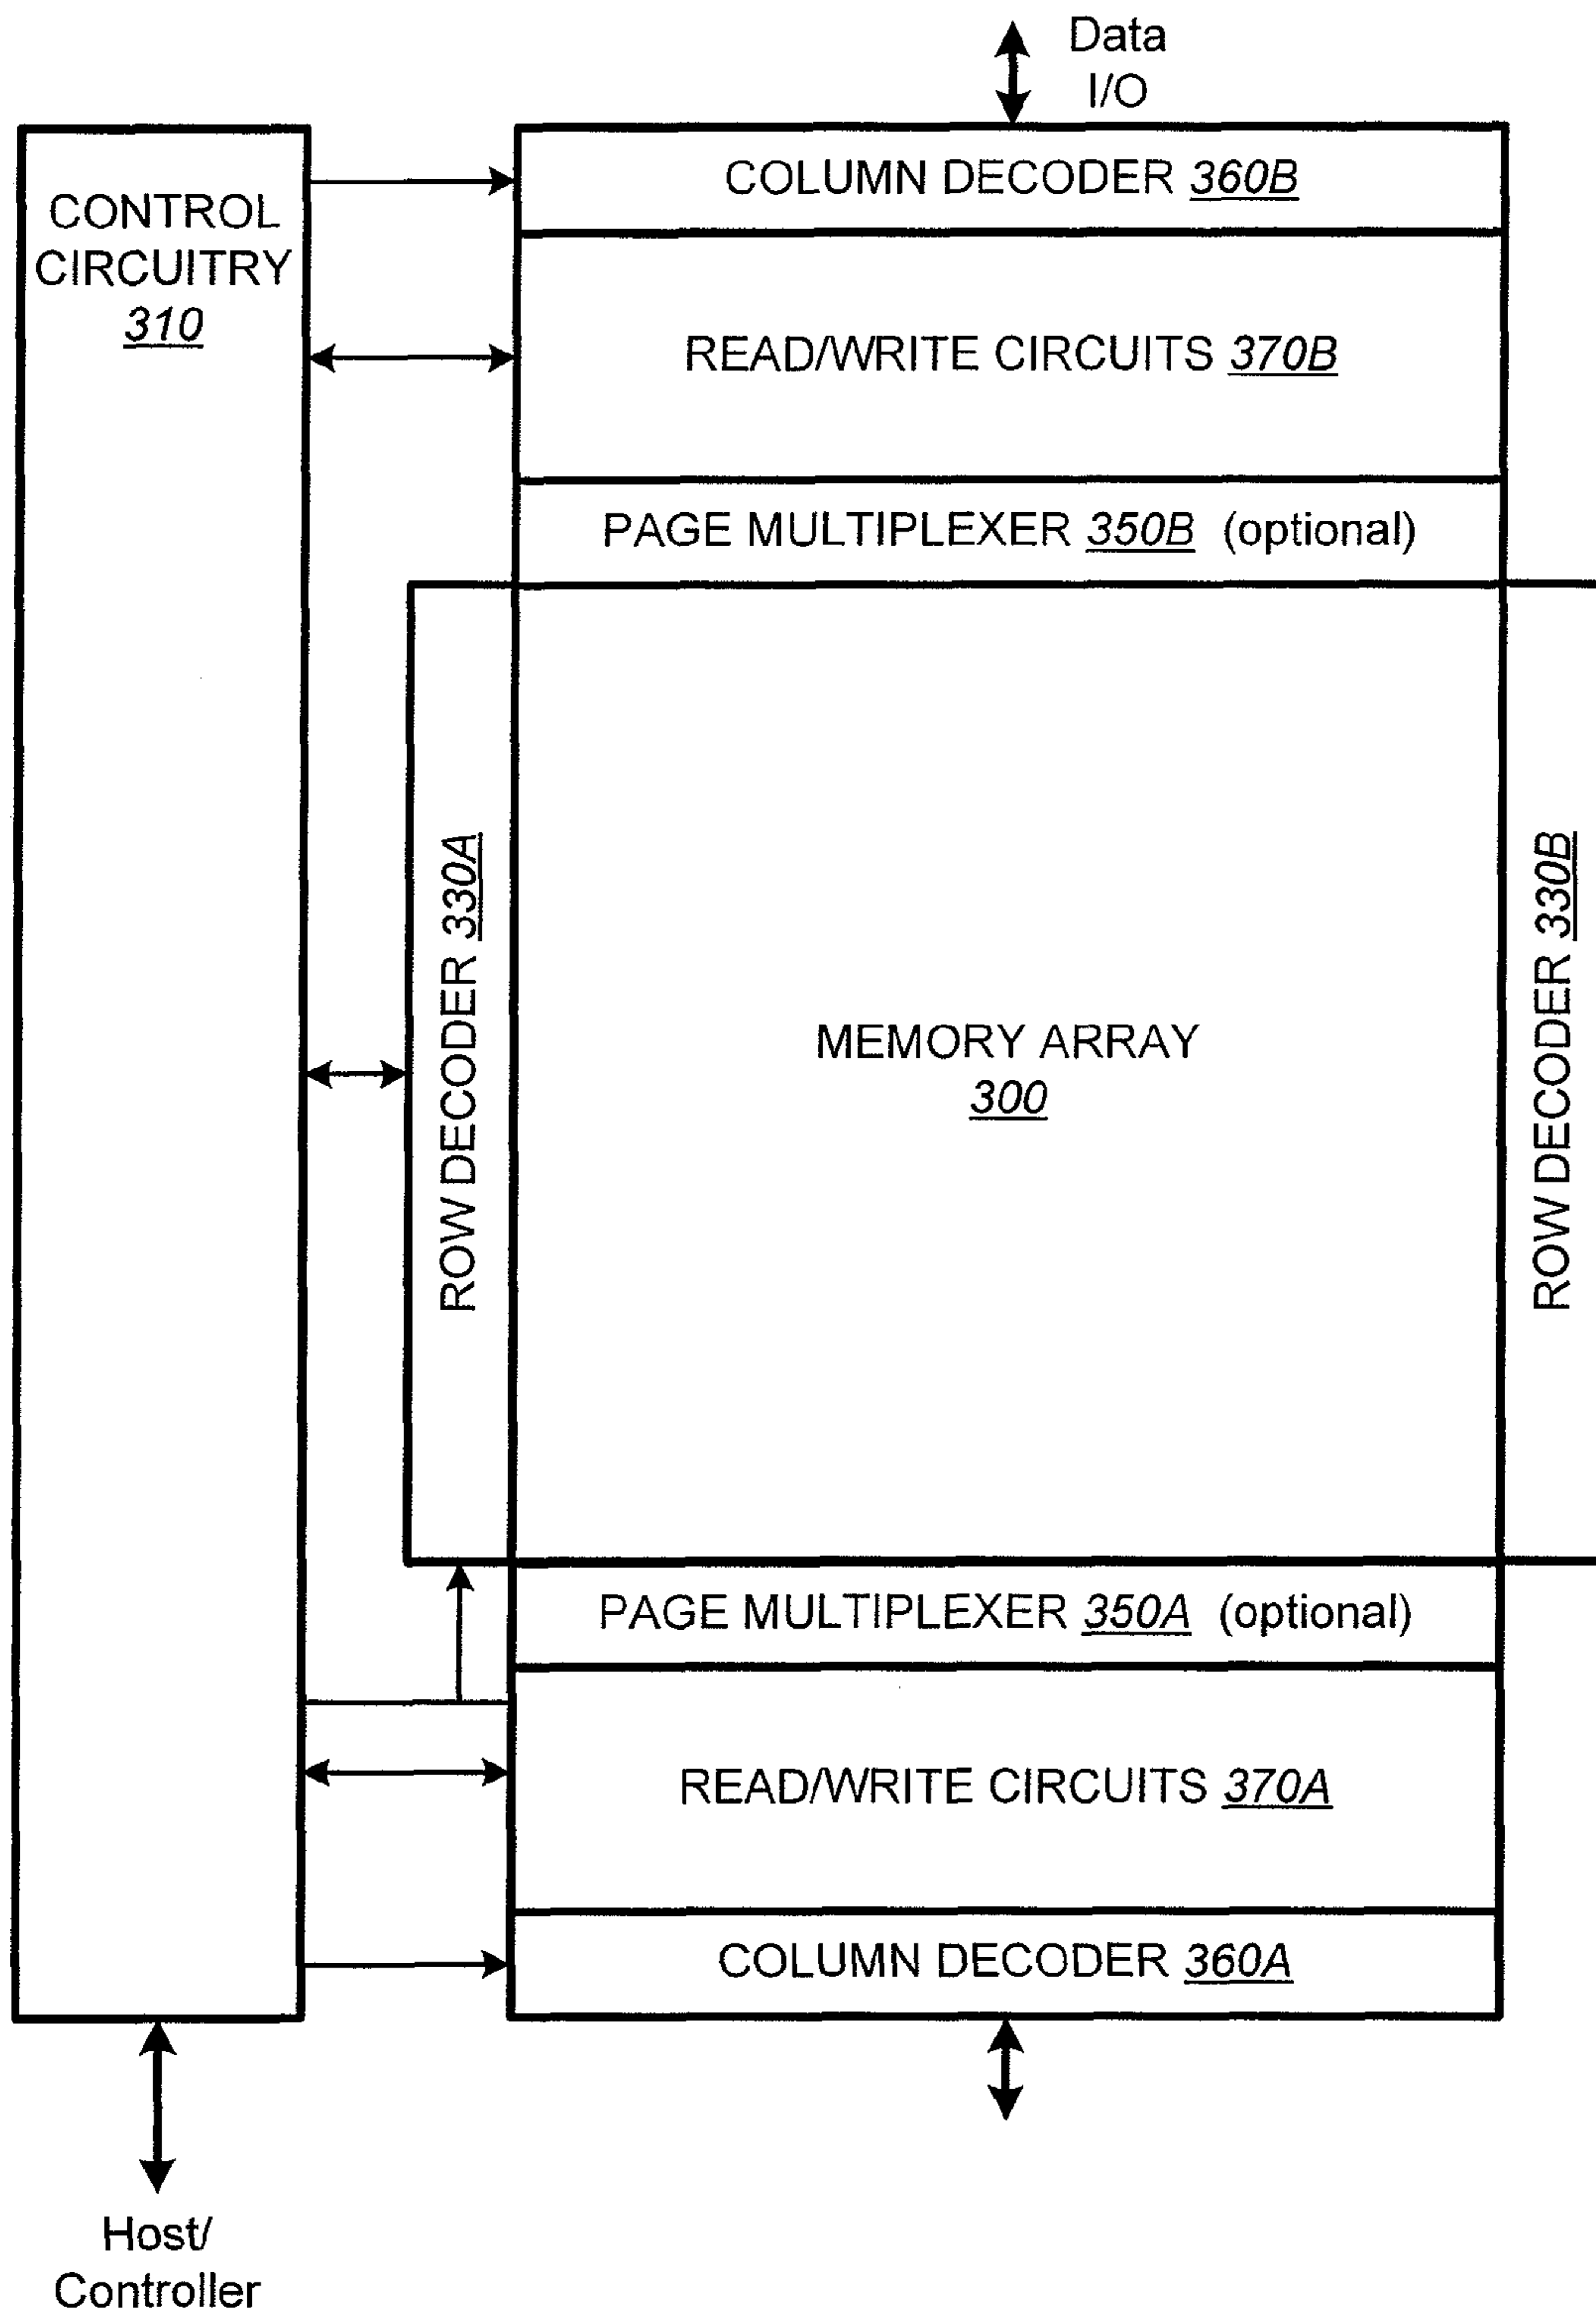 Data
I/O
CONTROL
CIRCUITRY
310
COLUMN DECODER 360B
READ/WRITE CIRCUITS 370B
PAGE MULTIPLEXER 350B (optional)
ROW DECODER 330A
MEMORY ARRAY
300
ROW DECODER 330B
PAGE MULTIPLEXER 350A (optional)
READ/WRITE CIRCUITS 370A
COLUMN DECODER 360A
Host/
Controller